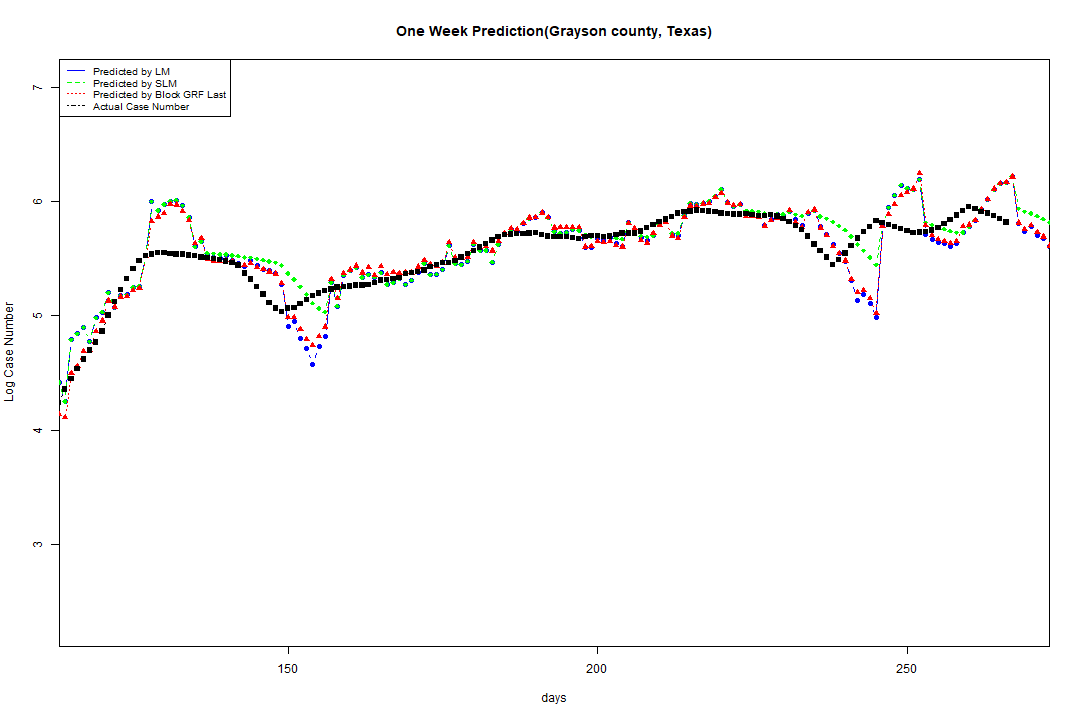 One Week Prediction(Grayson county, Texas)
Predicted by LM
Predicted by SLM
Predicted by Block GRF Last
Actual Case Number
7
6
5
4
3
Log Case Number
150
200
250
days